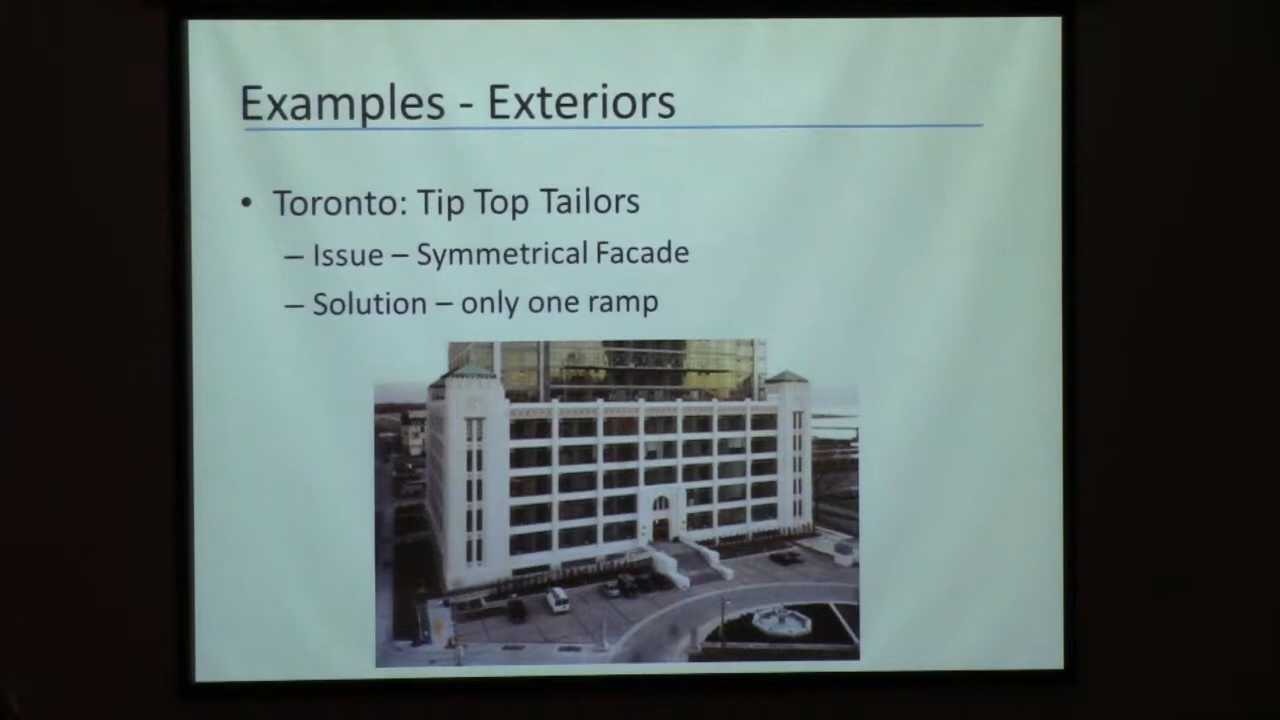 Examples - Exteriors
• Toronto: Tip Top Tailors
– Issue – Symmetrical Facade
– Solution – only one ramp